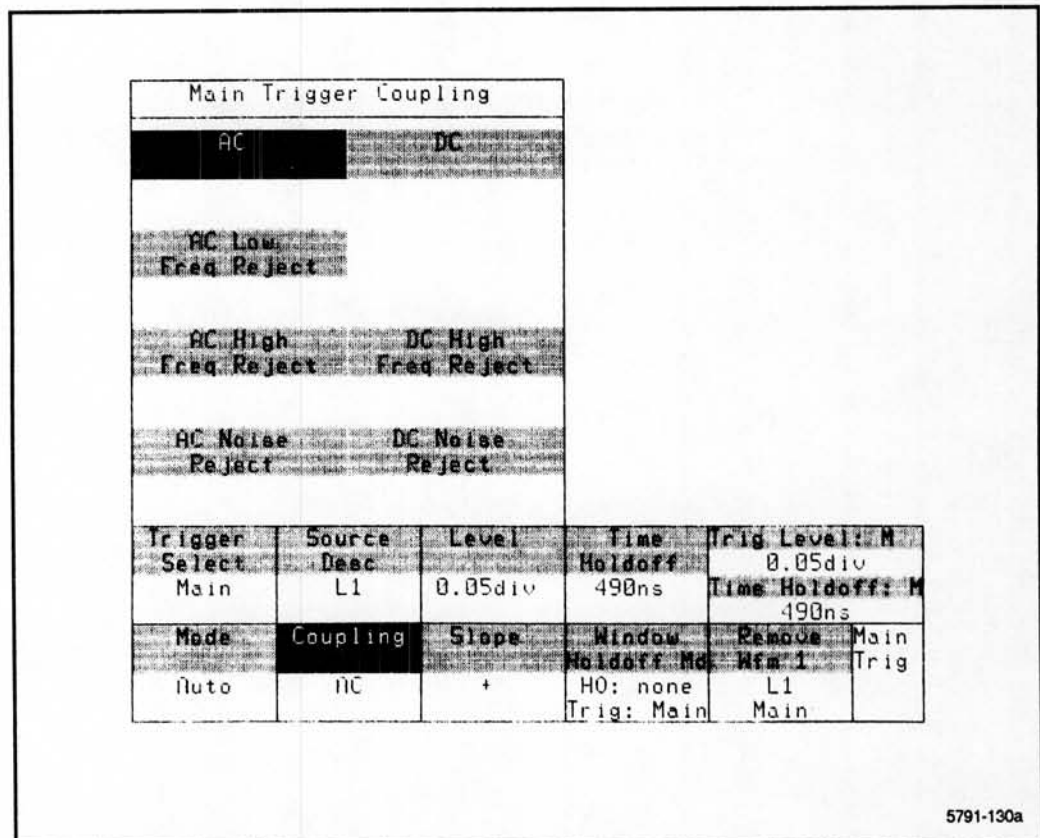 Main Trigger Coupling
AC DC
AC Low
Freq Reject
AC High DC High
Freq Reject Freq Reject
AC Noise DC Noise
Reject Reject
Trigger Source Level Time Trig Level: M
Select Desc Holdoff 0.05div
Main L1 0.05div 490ns Time Holdoff: M
490ns
Mode Coupling Slope Window Remove Main
Holdoff Md Wfm 1 Trig
Auto AC + HO: none L1
Trig: Main Main
5791-130a